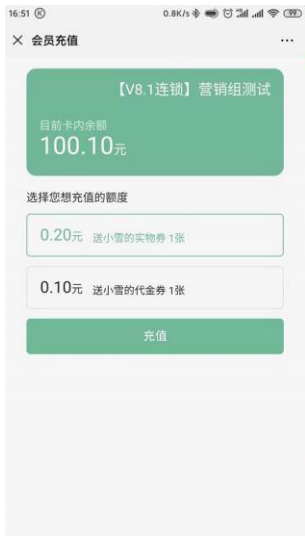 16:51 0.8K/s 99
会员充值 ...
【V8.1连锁】营销组测试
目前卡内余额
100.10元
选择您想充值的额度
0.20元 送小雪的实物券 1张
0.10元 送小雪的代金券 1张
充值